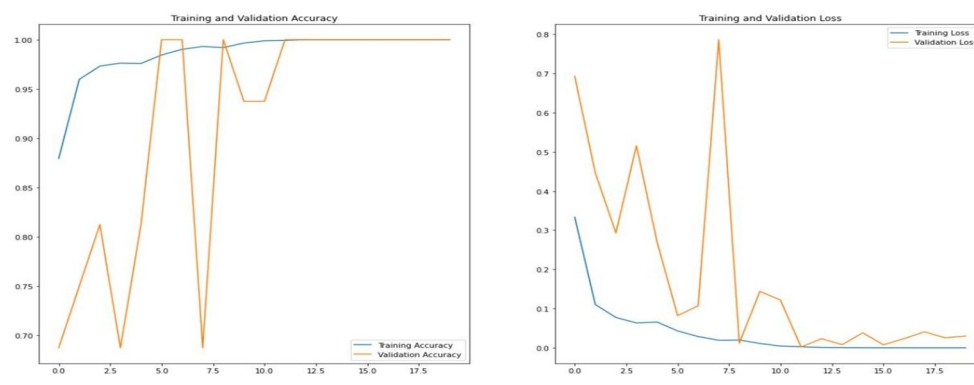 Training and Validation Accuracy
1.00
0.95
0.90
0.85
0.80
0.75
0.70
0.0 2.5 5.0 7.5 10.0 12.5 15.0 17.5
Training Accuracy
Validation Accuracy
Training and Validation Loss
0.8
0.7
0.6
0.5
0.4
0.3
0.2
0.1
0.0
0.0 2.5 5.0 7.5 10.0 12.5 15.0 17.5
Training Loss
Validation Los